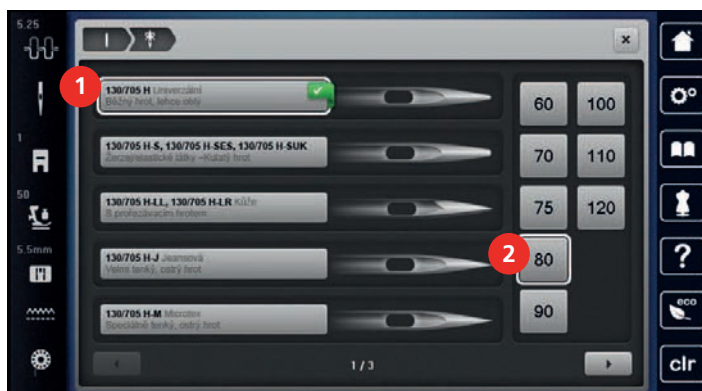 5.25
1
50
5.5mm
1
130/705 H Univerzální
Běžný hrot, lehce oblý
130/705 H-S, 130/705 H-SES, 130/705 H-SUK
Žerzej/elastické látky –Kulatý hrot
130/705 H-LL, 130/705 H-LR Kůže
S prořezávacím hrotem
130/705 H-J Jeansová
Velmi tenký, ostrý hrot
130/705 H-M Microtex
Speciálně tenký, ostrý hrot
60 100
70 110
75 120
2
80
90
1 / 3
?
eco
clr